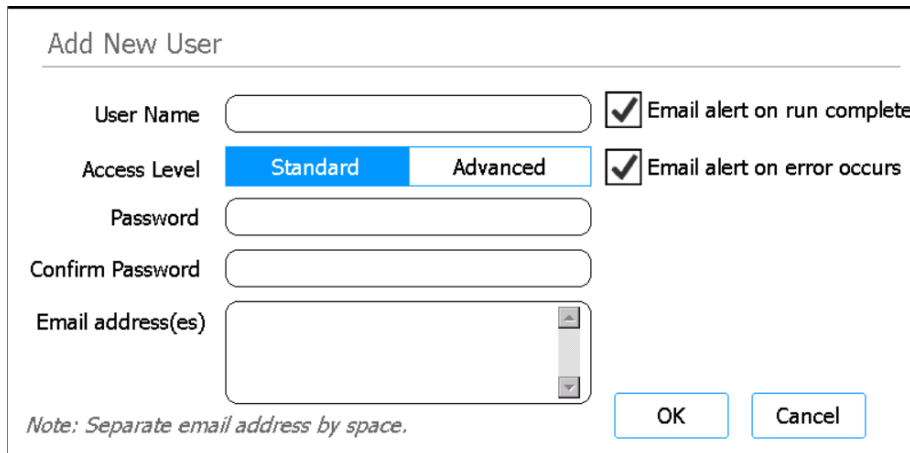 Add New User
User Name
Email alert on run complete
Access Level
Standard
Advanced
Email alert on error occurs
Password
Confirm Password
Email address(es)
Note: Separate email address by space.
OK
Cancel